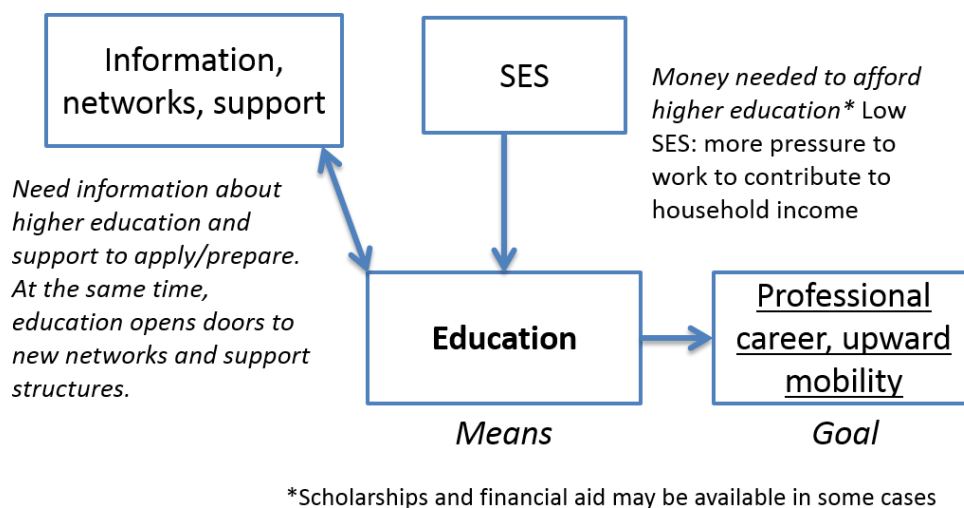 Information,
networks, support
SES
Money needed to afford
higher education* Low
SES: more pressure to
work to contribute to
household income
Need information about
higher education and
support to apply/prepare.
At the same time,
education opens doors to
new networks and support
structures.
Education
Professional
career, upward
mobility
Means
Goal
*Scholarships and financial aid may be available in some cases